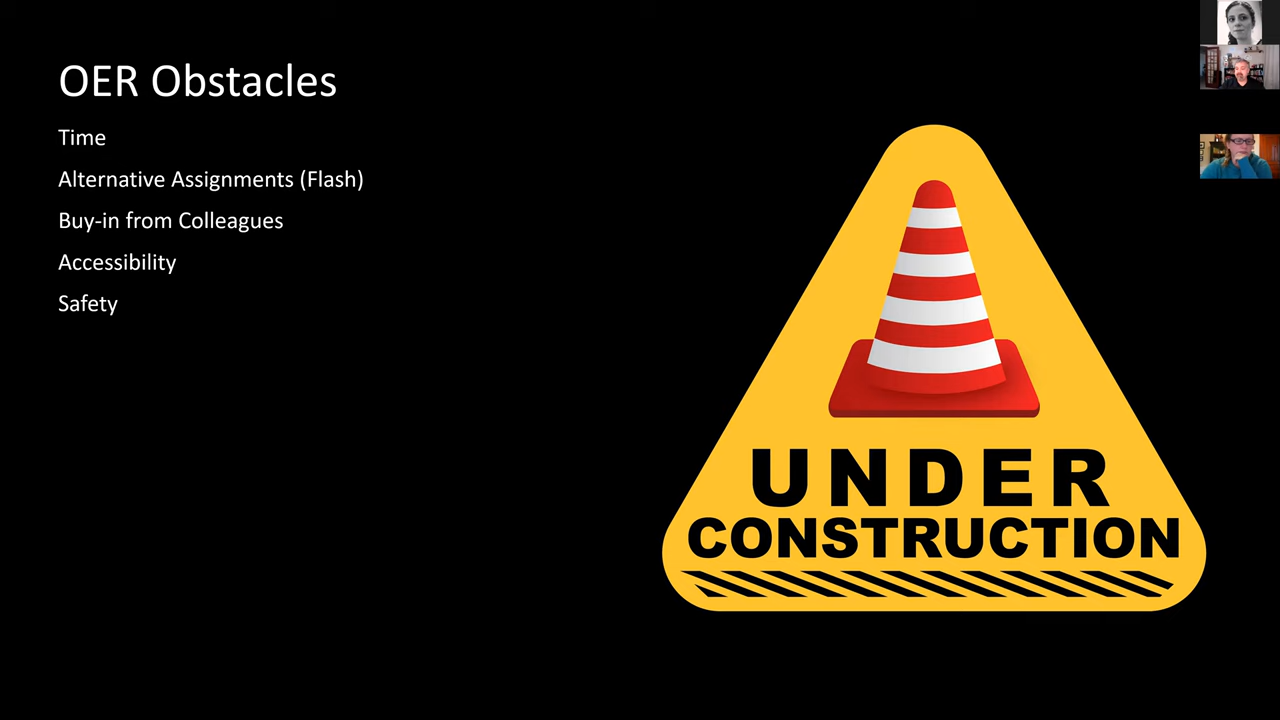 OER Obstacles
Time
Alternative Assignments (Flash)
Buy-in from Colleagues
Accessibility
Safety
UNDER
CONSTRUCTION